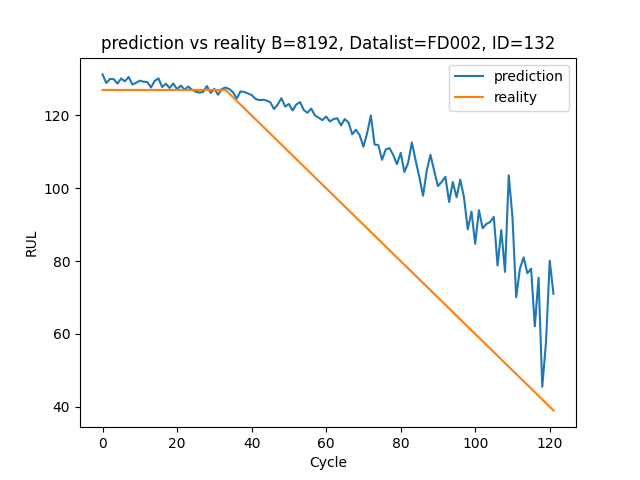 prediction vs reality B=8192, Datalist=FD002, ID=132
prediction
reality
RUL
120
100
80
60
40
0 20 40 60 80 100 120
Cycle